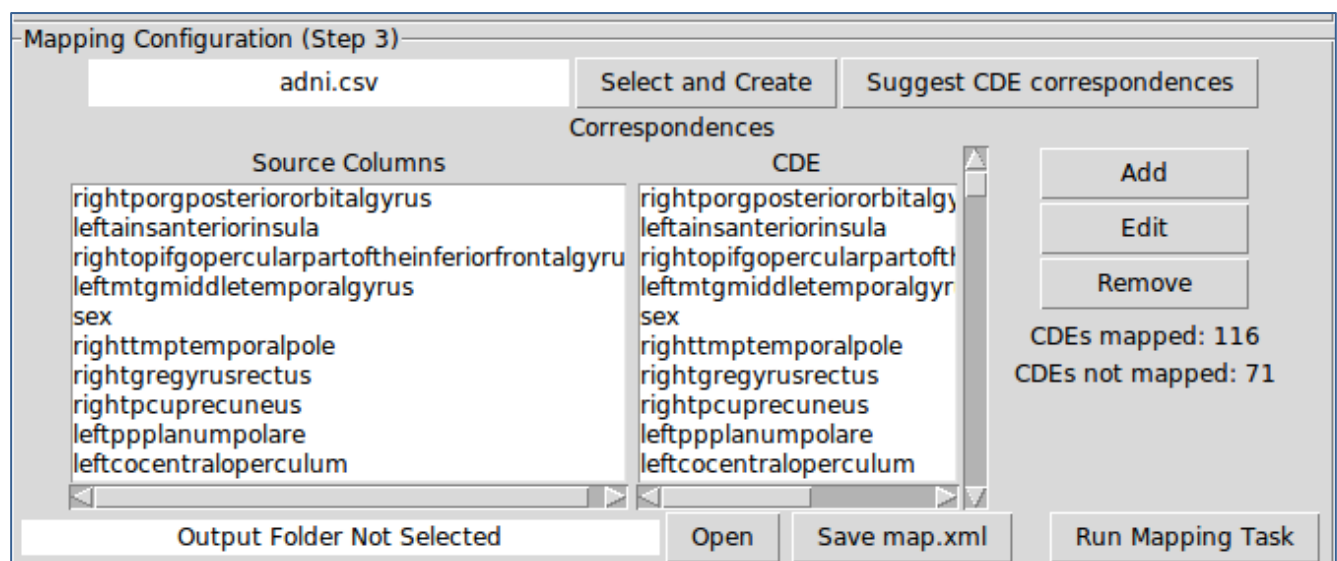 Mapping Configuration (Step 3)
adni.csv Select and Create Suggest CDE correspondences
Correspondences
Source Columns CDE
rightporgposteriororbitalgyrus rightporgposteriororbitalgy
leftainsanteriorinsula leftainsanteriorinsula
rightopifgopercularpartoftheinferiorfrontalgyru rightopifgopercularpartofth
leftmtgmiddletemporalgyrus leftmtgmiddletemporalgyr
sex sex
righttmptemporalpole righttmptemporalpole
rightgregyrusrectus rightgregyrusrectus
rightpcuprecuneus rightpcuprecuneus
leftppplanumpolare leftppplanumpolare
leftcocentraloperculum leftcocentraloperculum
Add
Edit
Remove
CDEs mapped: 116
CDEs not mapped: 71
Output Folder Not Selected Open Save map.xml Run Mapping Task